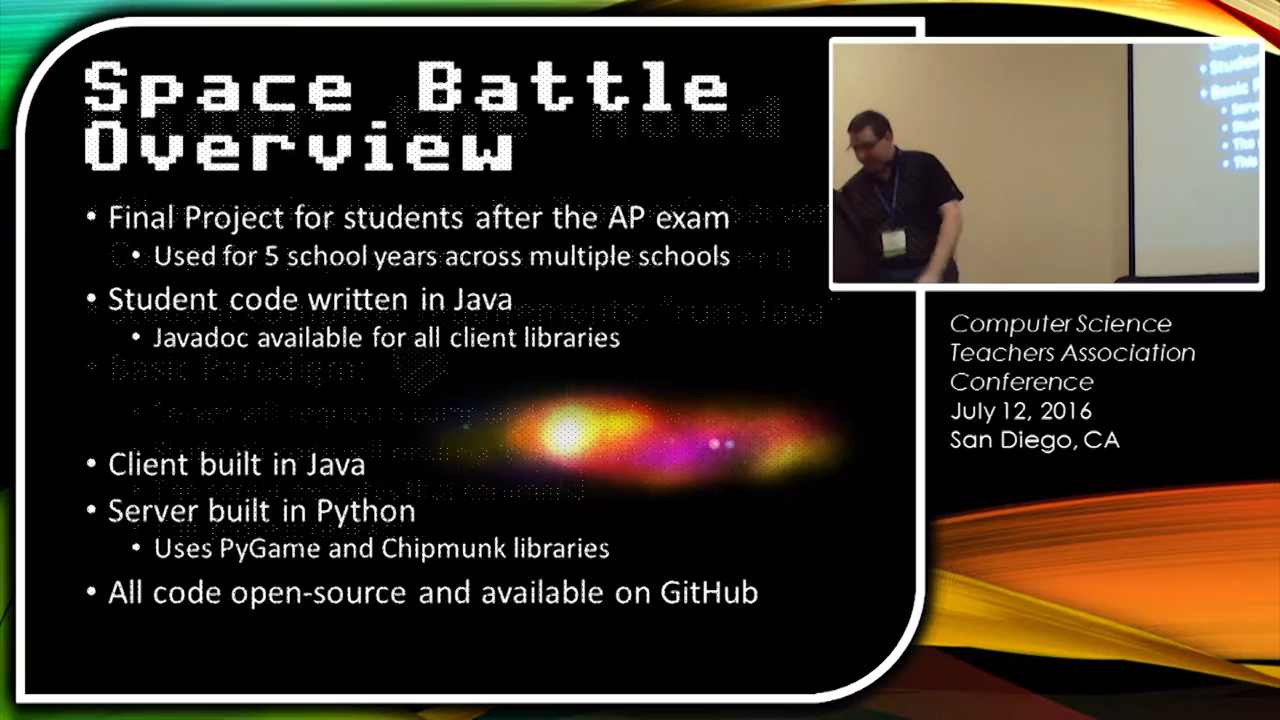 Space Battle
Overview
• Final Project for students after the AP exam
• Used for 5 school years across multiple schools
• Student code written in Java
• Javadoc available for all client libraries
• Client built in Java
• Server built in Python
• Uses PyGame and Chipmunk libraries
• All code open-source and available on GitHub
Computer Science
Teachers Association
Conference
July 12, 2016
San Diego, CA